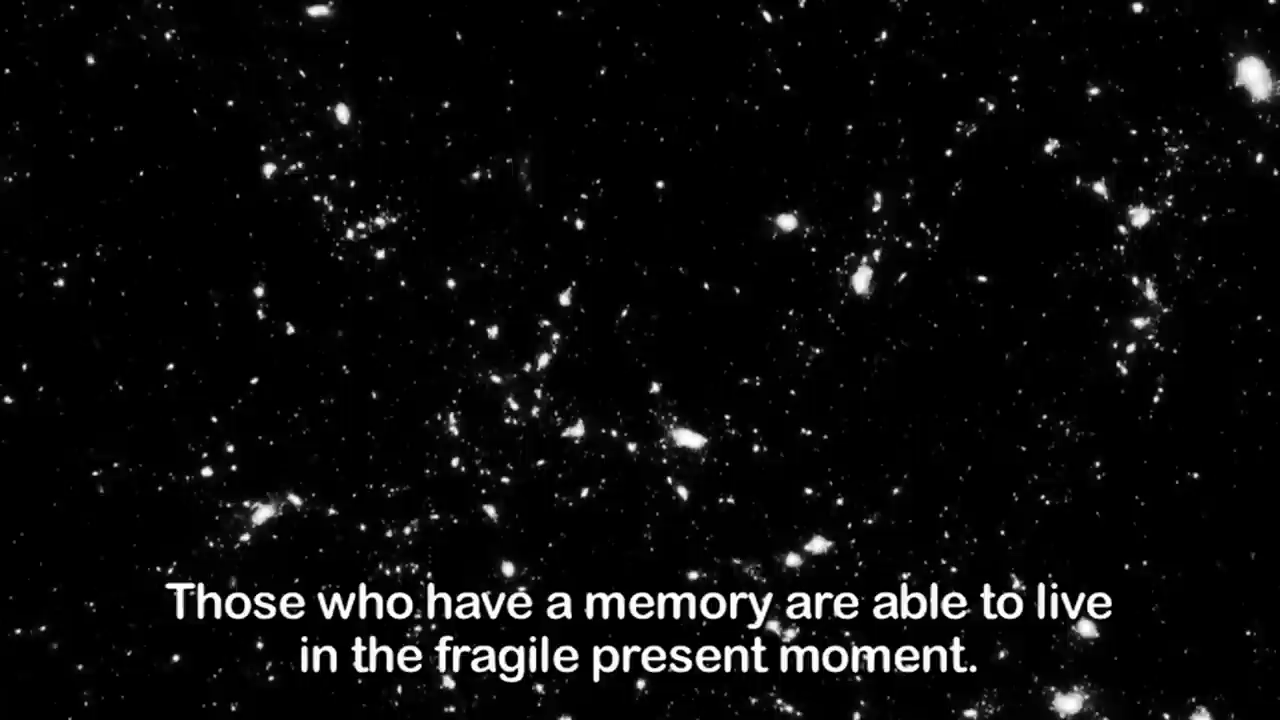 Those who have a memory are able to live
in the fragile present moment.